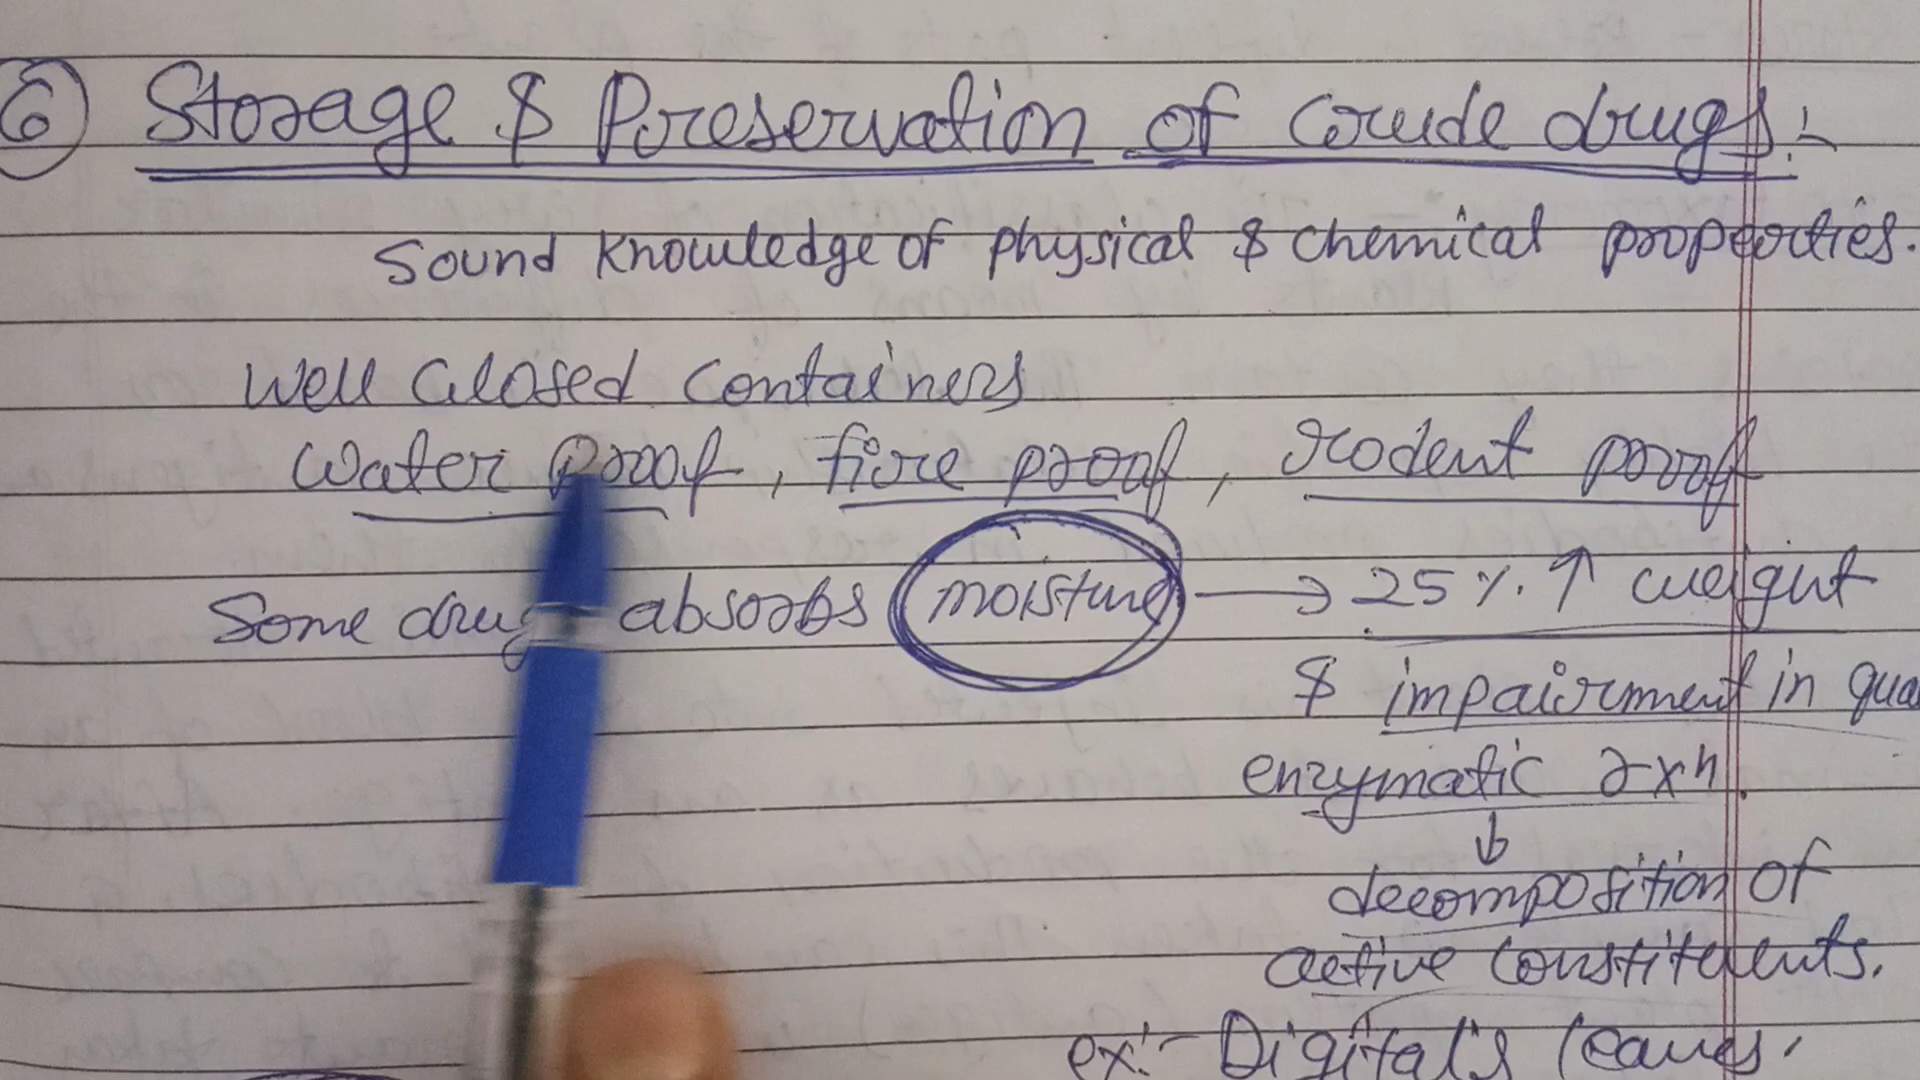 6 Storage & Preservation of Crude drugs :-
Sound Knowledge of physical & chemical properties.
Well Closed Containers
Water Proof, fire proof, rodent proof
Some drug absorbs moisture → 25% ↑ weight
& impairment in qua
enzymatic rxn.
↓
decomposition of
active constituents.
ex:- Digitalis leaves.